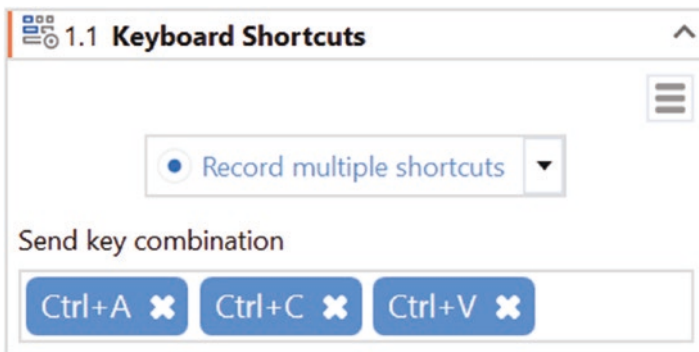 1.1 Keyboard Shortcuts
Record multiple shortcuts
Send key combination
Ctrl+A Ctrl+C Ctrl+V